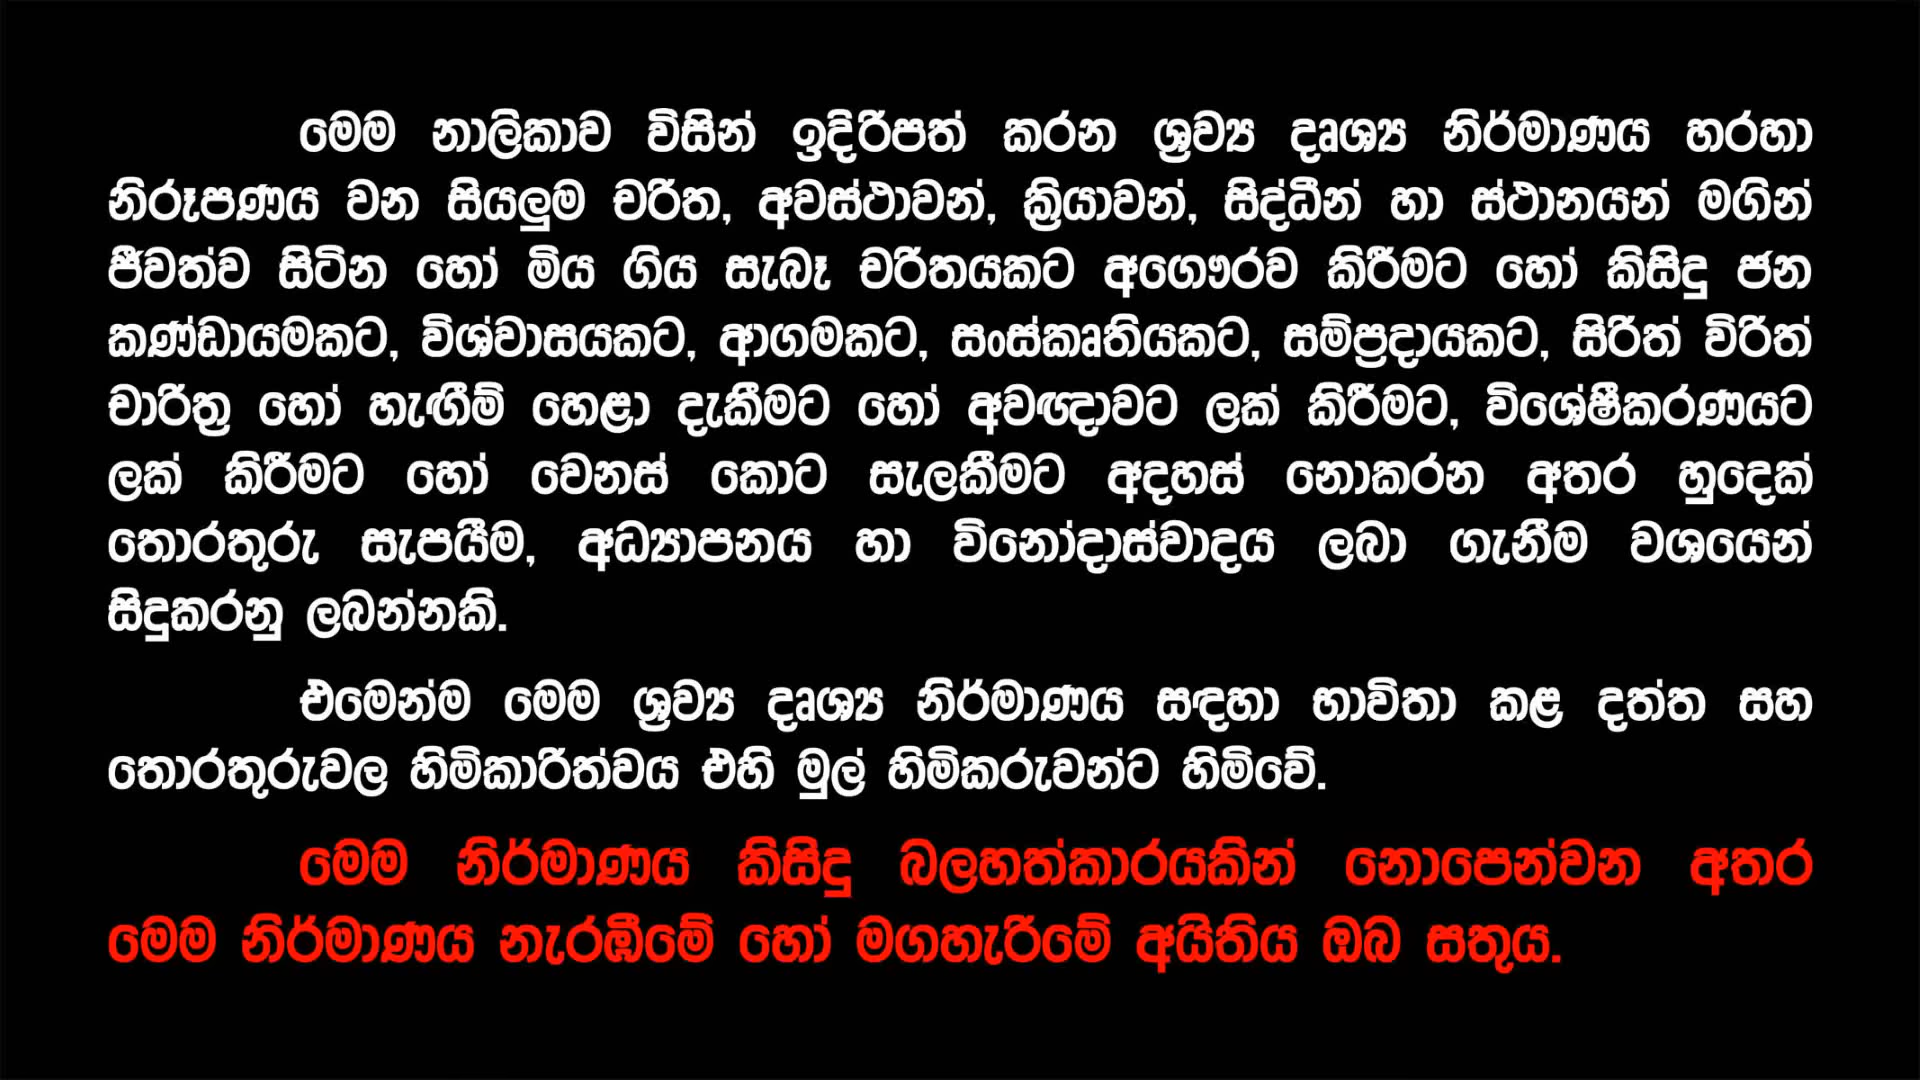 මෙම නාලිකාව විසින් ඉදිරිපත් කරන ශ්‍රව්‍ය දෘශ්‍ය නිර්මාණය හරහා
නිරූපණය වන සියලුම චරිත, අවස්ථාවන්, ක්‍රියාවන්, සිද්ධීන් හා ස්ථානයන් මගින්
ජීවත්ව සිටින හෝ මිය ගිය සැබෑ චරිතයකට අගෞරව කිරීමට හෝ කිසිදු ජන
කණ්ඩායමකට, විශ්වාසයකට, ආගමකට, සංස්කෘතියකට, සම්ප්‍රදායකට, සිරිත් විරිත්
චාරිත්‍ර හෝ හැඟීම් හෙළා දැකීමට හෝ අවඥාවට ලක් කිරීමට, විශේෂීකරණයට
ලක් කිරීමට හෝ වෙනස් කොට සැලකීමට අදහස් නොකරන අතර හුදෙක්
තොරතුරු සැපයීම, අධ්‍යාපනය හා විනෝදාස්වාදය ලබා ගැනීම වශයෙන්
සිදුකරනු ලබන්නකි.
එමෙන්ම මෙම ශ්‍රව්‍ය දෘශ්‍ය නිර්මාණය සඳහා භාවිතා කළ දත්ත සහ
තොරතුරුවල හිමිකාරිත්වය එහි මුල් හිමිකරුවන්ට හිමිවේ.
මෙම නිර්මාණය කිසිදු බලහත්කාරයකින් නොපෙන්වන අතර
මෙම නිර්මාණය නැරඹීමේ හෝ මගහැරීමේ අයිතිය ඔබ සතුය.